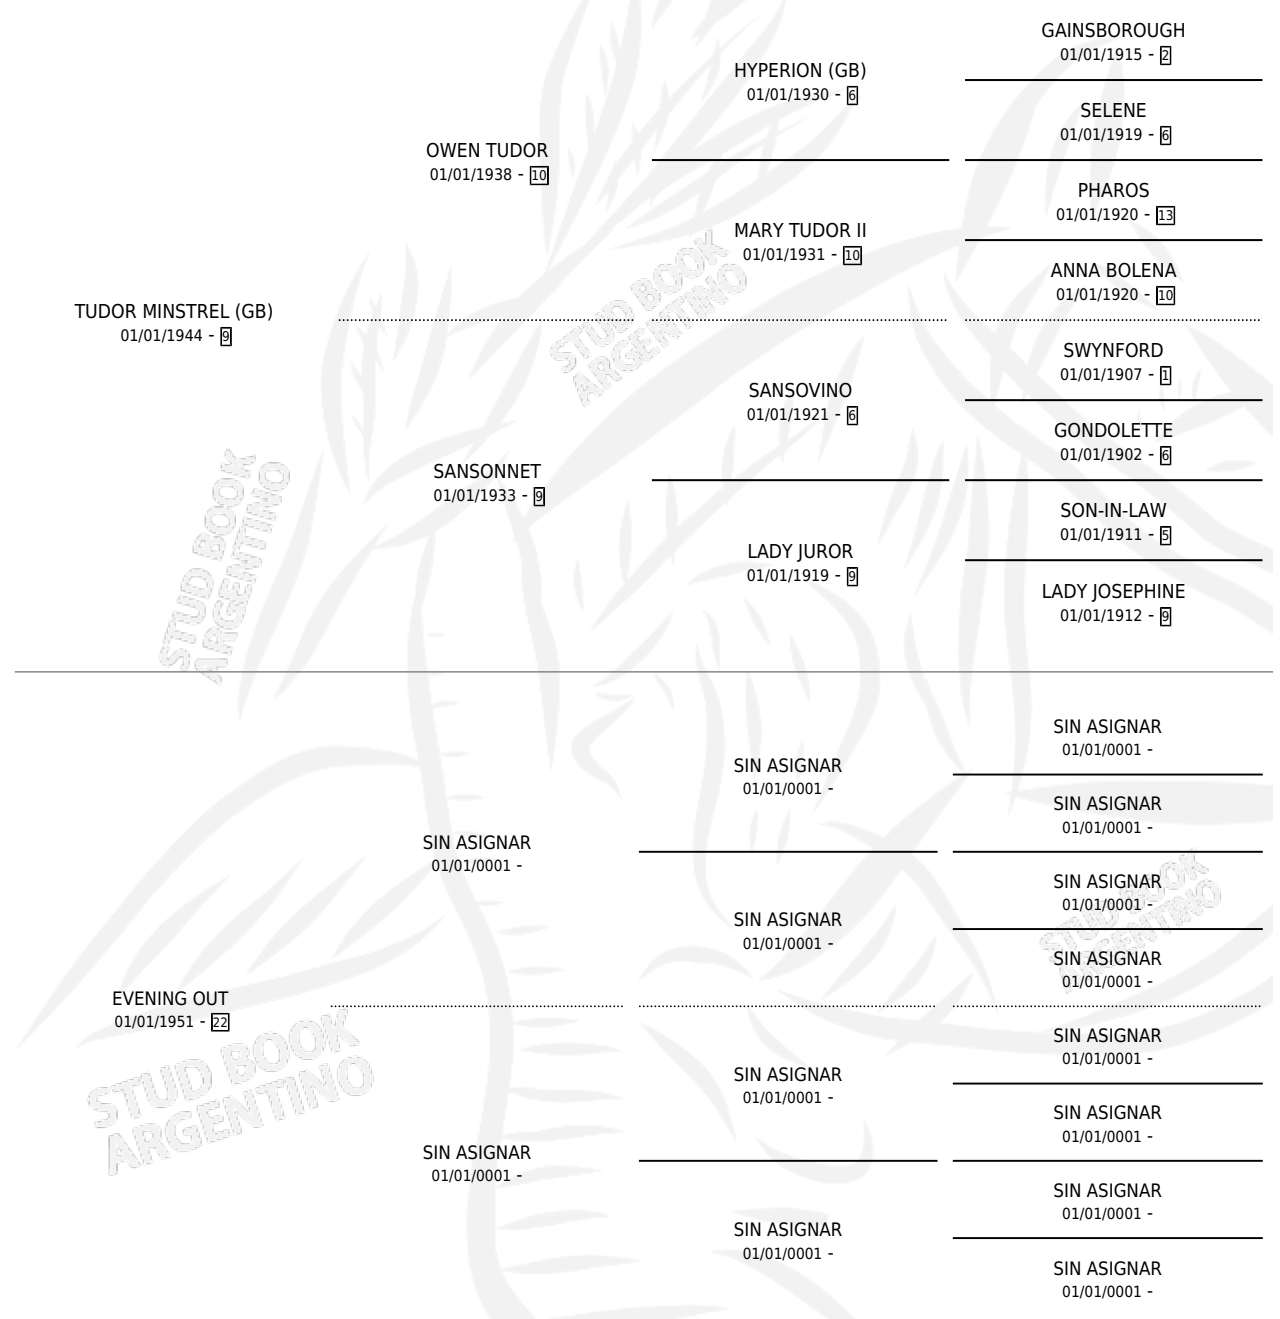 GAINSBOROUGH
01/01/1915 - 2
HYPERION (GB)
01/01/1930 - 6
SELENE
01/01/1919 - 6
OWEN TUDOR
01/01/1938 - 10
PHAROS
01/01/1920 - 13
MARY TUDOR II
01/01/1931 - 10
ANNA BOLENA
01/01/1920 - 10
TUDOR MINSTREL (GB)
01/01/1944 - 9
SWYNFORD
01/01/1907 - 1
SANSOVINO
01/01/1921 - 6
GONDOLETTE
01/01/1902 - 6
SANSONNET
01/01/1933 - 9
SON-IN-LAW
01/01/1911 - 5
LADY JUROR
01/01/1919 - 9
LADY JOSEPHINE
01/01/1912 - 9
SIN ASIGNAR
01/01/0001 -
SIN ASIGNAR
01/01/0001 -
SIN ASIGNAR
01/01/0001 -
SIN ASIGNAR
01/01/0001 -
SIN ASIGNAR
01/01/0001 -
SIN ASIGNAR
01/01/0001 -
SIN ASIGNAR
01/01/0001 -
EVENING OUT
01/01/1951 - 22
SIN ASIGNAR
01/01/0001 -
SIN ASIGNAR
01/01/0001 -
SIN ASIGNAR
01/01/0001 -
SIN ASIGNAR
01/01/0001 -
SIN ASIGNAR
01/01/0001 -
SIN ASIGNAR
01/01/0001 -
SIN ASIGNAR
01/01/0001 -
STUD BOOK
ARGENTINO
STUD BOOK
ARGENTINO
STUD BOOK
ARGENTINO
STUD BOOK
ARGENTINO